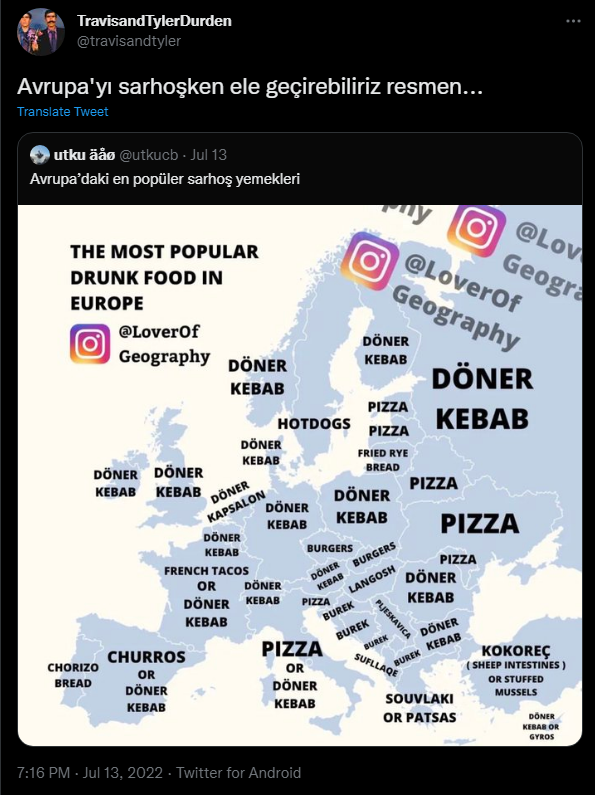 TravisandTylerDurden
@travisandtyler
Avrupa'yı sarhoşken ele geçirebiliriz resmen...
Translate Tweet
utku äåø @utkucb · Jul 13
Avrupa'daki en popüler sarhoş yemekleri
THE MOST POPULAR
DRUNK FOOD IN
EUROPE
@LoverOf
Geography
phy
@Lov
Geogra
@LoverOf
Geography
DÖNER
KEBAB
DÖNER
KEBAB
DÖNER
KEBAB
HOTDOGS
PIZZA
PIZZA
FRIED RYE
BREAD
DÖNER
KEBAB
DÖNER
KEBAB
DÖNER
KEBAB
DÖNER
KAPSALON
DÖNER
KEBAB
DÖNER
KEBAB
PIZZA
PIZZA
DÖNER
KEBAB
BURGERS
BURGERS
PIZZA
FRENCH TACOS
OR
DÖNER
KEBAB
DÖNER
KEBAB
DÖNER
KEBAB
LANGOSH
DÖNER
KEBAB
PIZZA
BUREK
BUREK
PLJESKAVICA
BUREK
BUREK
DÖNER
KEBAB
SUFLLAQE
CHORIZO
BREAD
CHURROS
OR
DÖNER
KEBAB
PIZZA
OR
DÖNER
KEBAB
SOUVLAKI
OR PATSAS
KOKOREÇ
( SHEEP INTESTINES )
OR STUFFED
MUSSELS
DÖNER
KEBAB OR
GYROS
7:16 PM · Jul 13, 2022 · Twitter for Android